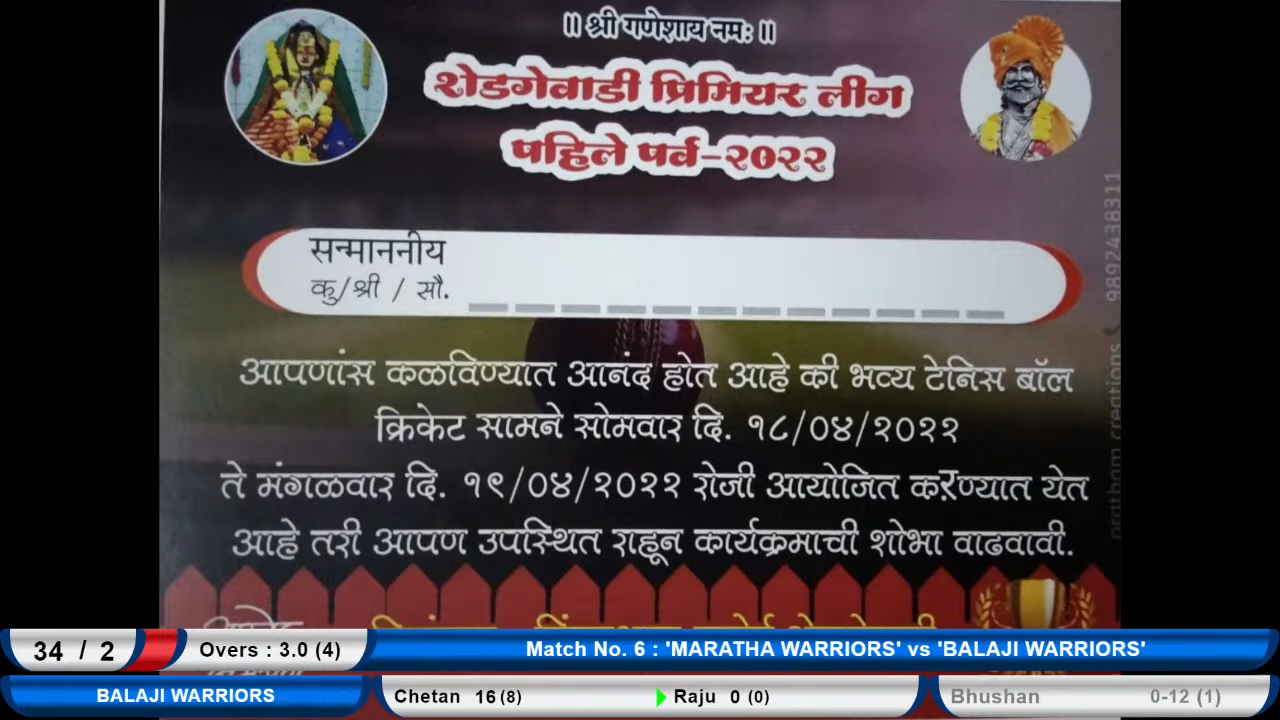 ॥ श्री गणेशाय नमः ॥
शेडगेवाडी प्रिमियर लीग
पहिले पर्व-२०२२
सन्माननीय
कु/श्री / सौ.
आपणांस कळविण्यात आनंद होत आहे की भव्य टेनिस बॉल
क्रिकेट सामने सोमवार दि. १८/०४/२०२२
ते मंगळवार दि. १९/०४/२०२२ रोजी आयोजित करण्यात येत
आहे तरी आपण उपस्थित राहून कार्यक्रमाची शोभा वाढवावी.
pratham creations 9892438311
34 / 2
Overs : 3.0 (4)
Match No. 6 : 'MARATHA WARRIORS' vs 'BALAJI WARRIORS'
BALAJI WARRIORS
Chetan 16 (8)
Raju 0 (0)
Bhushan 0-12 (1)